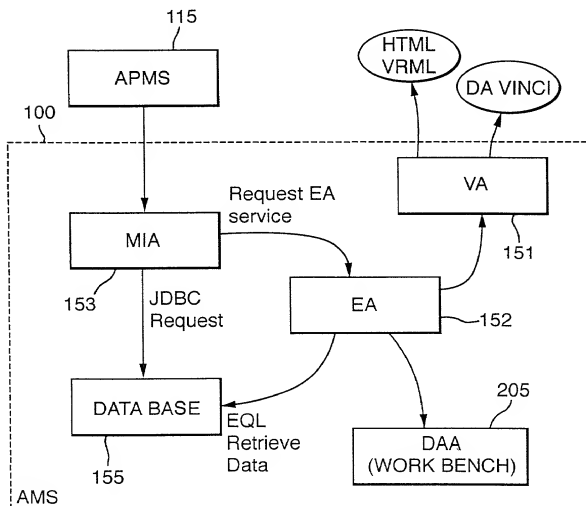 115
APMS
HTML
VRML
DA VINCI
100
VA
151
Request EA
service
MIA
153
JDBC
Request
EA
152
DATA BASE
155
EQL
Retrieve
Data
205
DAA
(WORK BENCH)
AMS